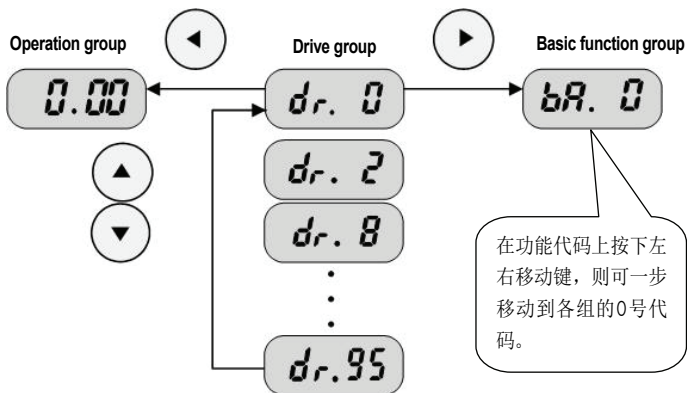 Operation group
Drive group
Basic function group
0.00
dr. 0
bA. 0
dr. 2
dr. 8
dr.95
在功能代码上按下左
右移动键，则可一步
移动到各组的0号代
码。